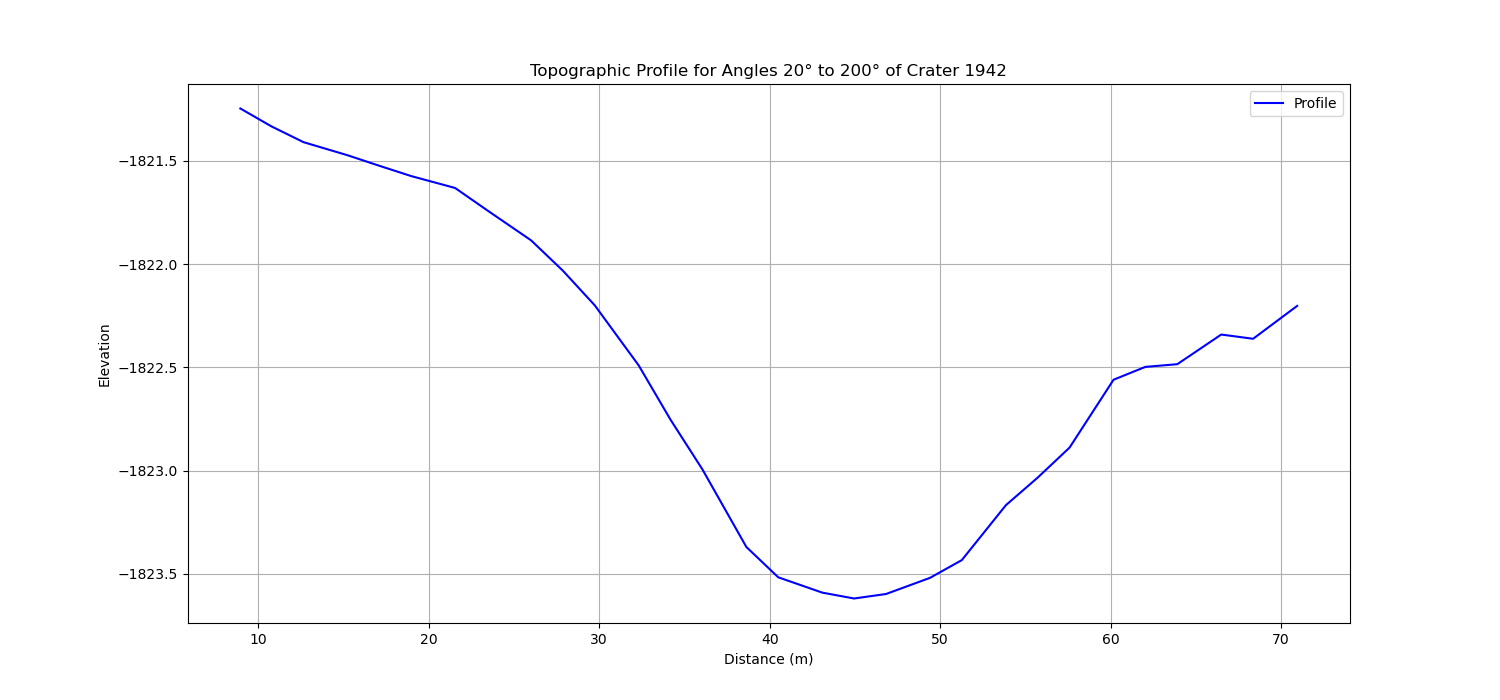 Topographic Profile for Angles 20° to 200° of Crater 1942
Profile
Elevation
−1821.5
−1822.0
−1822.5
−1823.0
−1823.5
10 20 30 40 50 60 70
Distance (m)